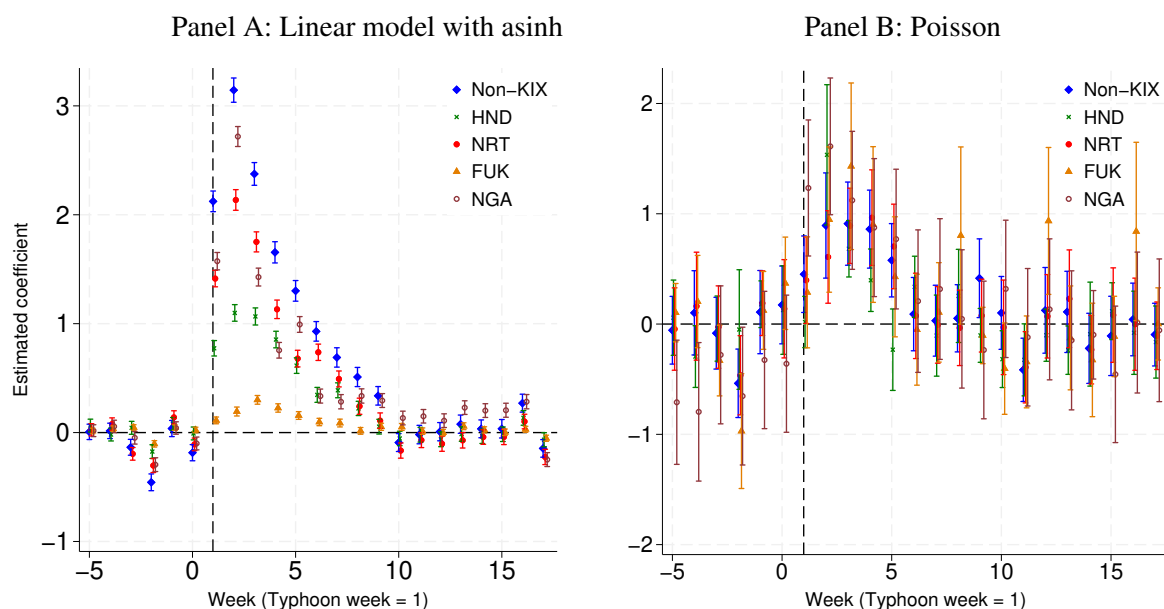 Panel A: Linear model with asinh
Estimated coefficient
3
2
1
0
−1
−5
0
5
10
15
Week (Typhoon week = 1)
Non−KIX
HND
NRT
FUK
NGA
Panel B: Poisson
2
1
0
−1
−2
−5
0
5
10
15
Week (Typhoon week = 1)
Non−KIX
HND
NRT
FUK
NGA